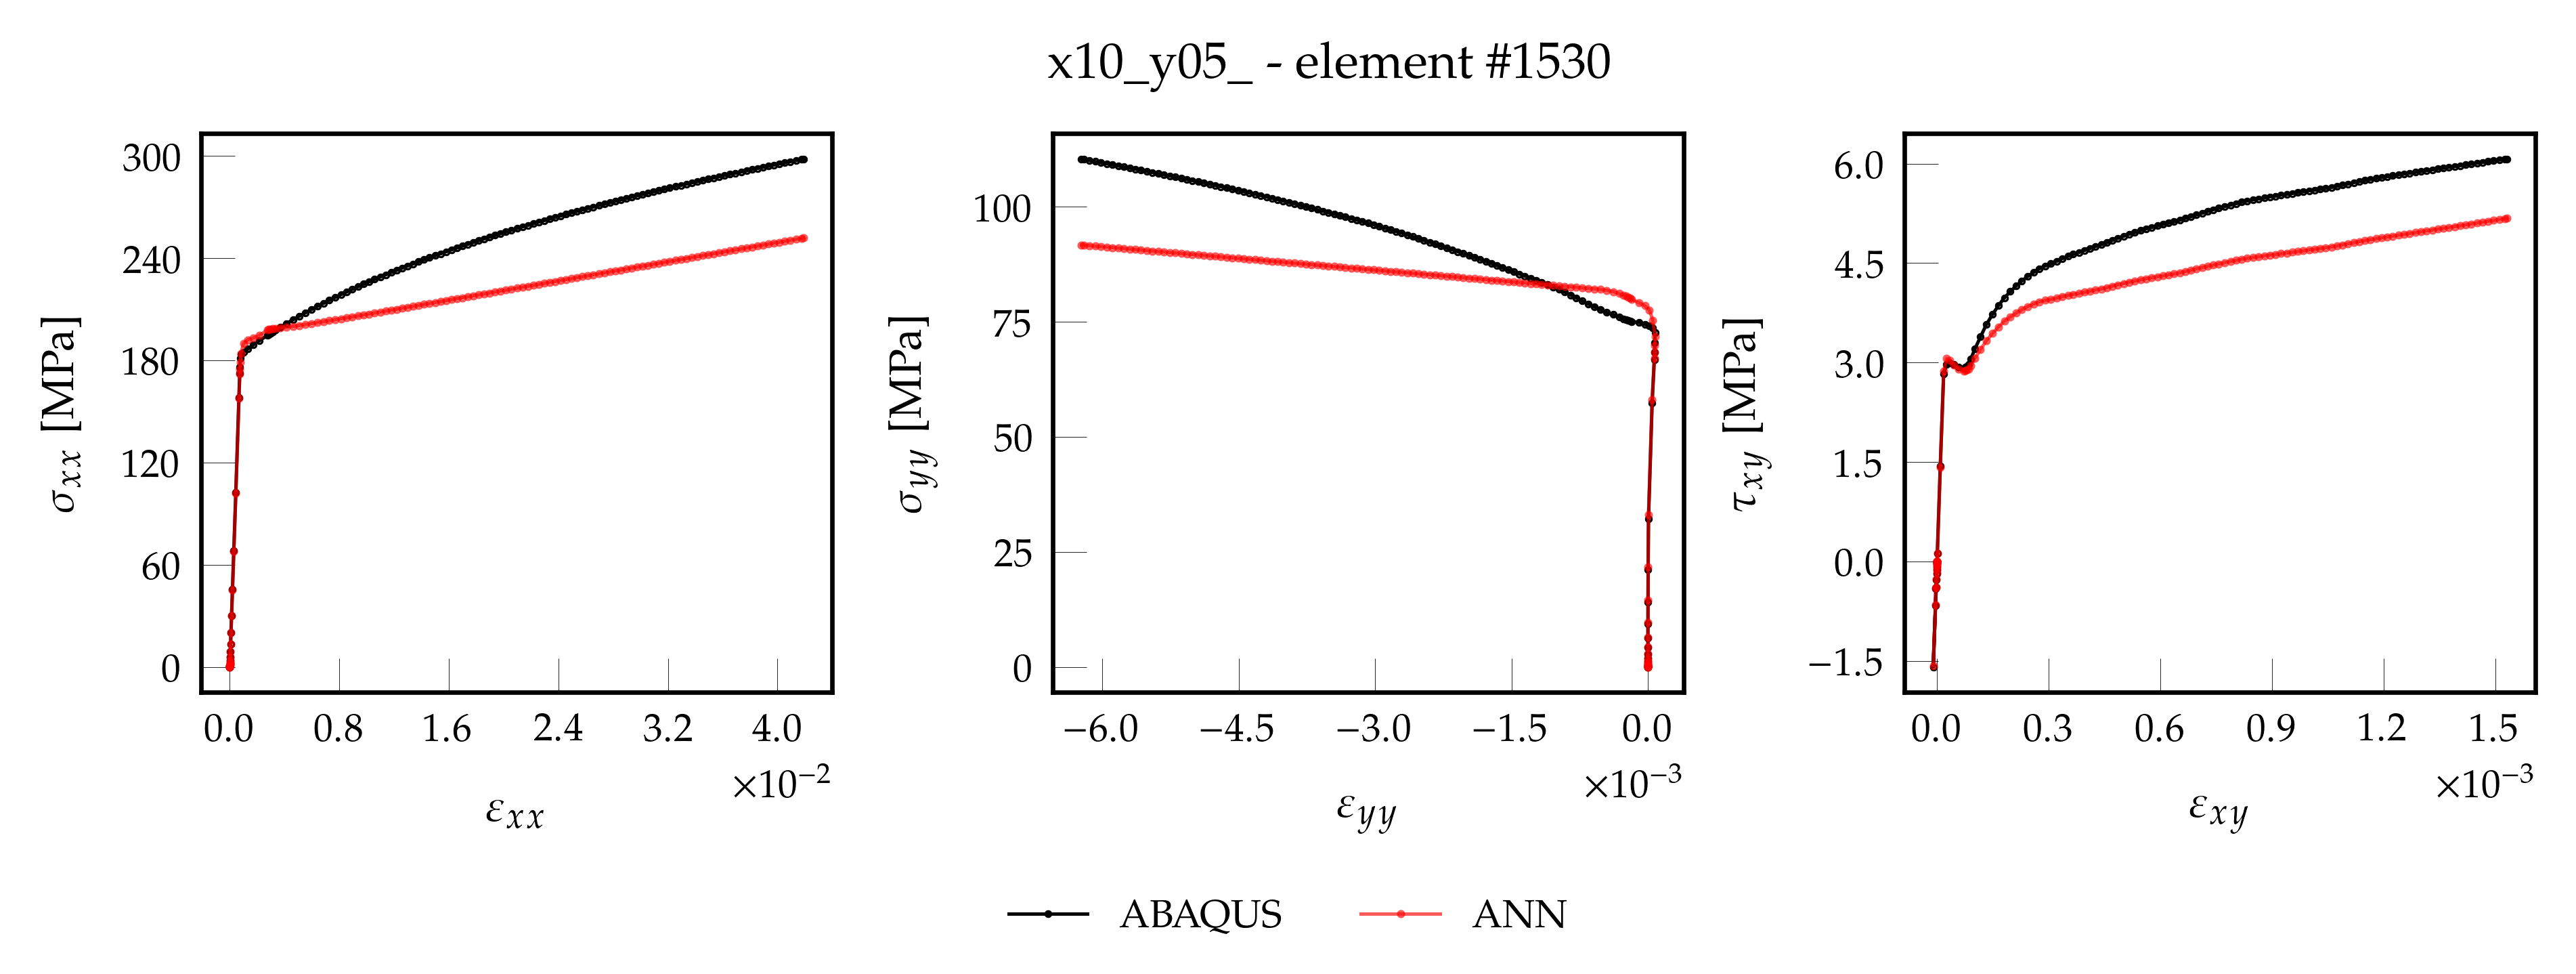 x10_y05_ - element #1530
σxx [MPa]
300
240
180
120
60
0
0.0 0.8 1.6 2.4 3.2 4.0
×10−2
εxx
σyy [MPa]
100
75
50
25
0
−6.0 −4.5 −3.0 −1.5 0.0
×10−3
εyy
τxy [MPa]
6.0
4.5
3.0
1.5
0.0
−1.5
0.0 0.3 0.6 0.9 1.2 1.5
×10−3
εxy
ABAQUS ANN